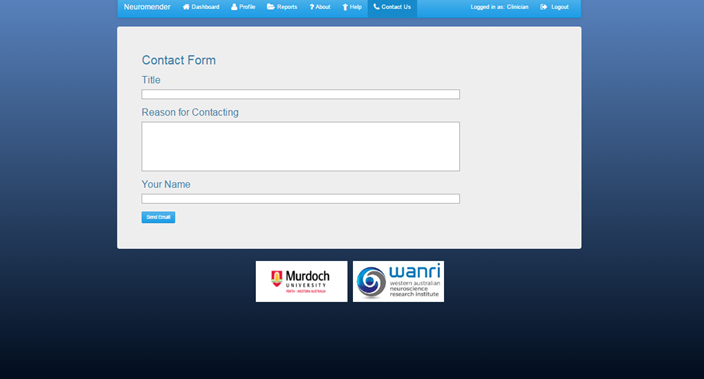 Neuromender Dashboard Profile Reports ? About Help Contact Us Logged in as: Clinician Logout
Contact Form
Title
Reason for Contacting
Your Name
Send Email
Murdoch
UNIVERSITY
PERTH · WESTERN AUSTRALIA
wanri
western australian
neuroscience
research institute